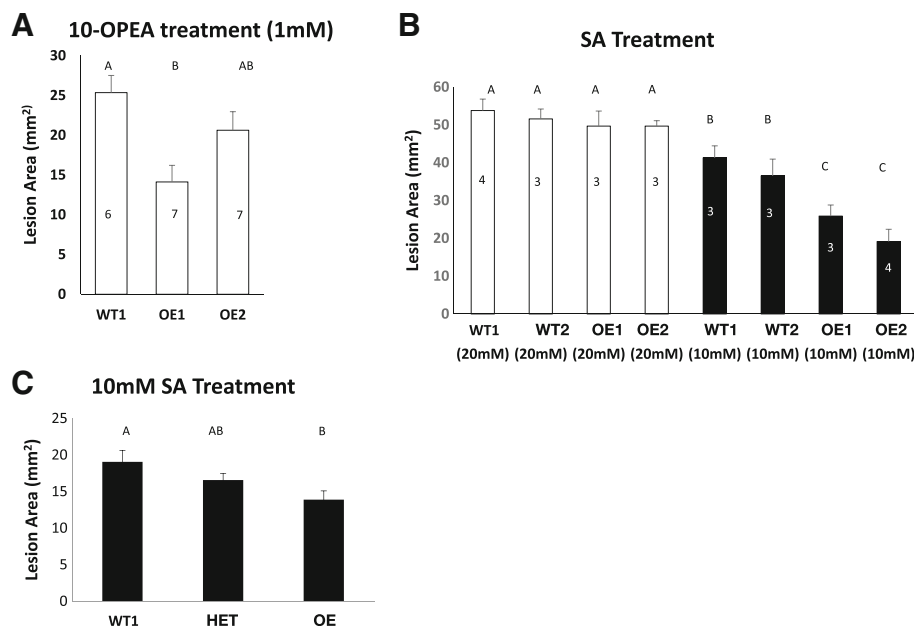 A
10-OPEA treatment (1mM)
Lesion Area (mm²)
30
25
20
15
10
5
0
A B AB
6 7 7
WT1 OE1 OE2
B
SA Treatment
Lesion Area (mm²)
60
50
40
30
20
10
0
A A A A B B C C
4 3 3 3 3 3 3 4
WT1 WT2 OE1 OE2 WT1 WT2 OE1 OE2
(20mM) (20mM) (20mM) (20mM) (10mM) (10mM) (10mM) (10mM)
C
10mM SA Treatment
Lesion Area (mm²)
25
20
15
10
5
0
A AB B
WT1 HET OE